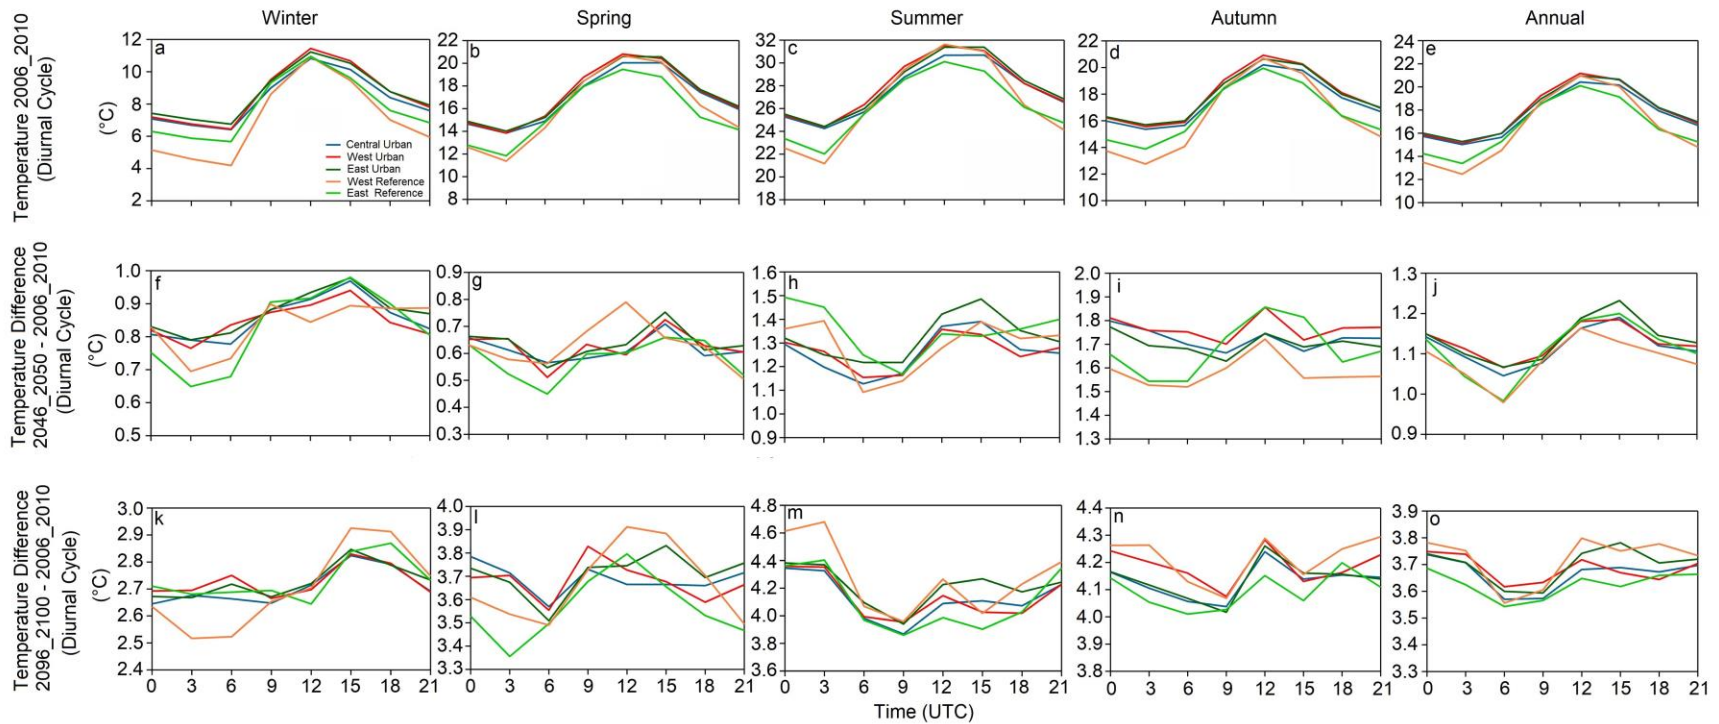 Winter Spring Summer Autumn Annual
Temperature 2006_2010
(Diurnal Cycle)
(°C)
a b c d e
12 10 8 6 4 2
22 20 18 16 14 12 10 8
32 30 28 26 24 22 20 18
22 20 18 16 14 12 10
24 22 20 18 16 14 12 10
Central Urban
West Urban
East Urban
West Reference
East Reference
Temperature Difference
2046_2050 - 2006_2010
(Diurnal Cycle)
(°C)
f g h i j
1.0 0.9 0.8 0.7 0.6 0.5
0.9 0.8 0.7 0.6 0.5 0.4 0.3
1.6 1.5 1.4 1.3 1.2 1.1 1.0 0.9
2.0 1.9 1.8 1.7 1.6 1.5 1.4 1.3
1.3 1.2 1.1 1.0 0.9
Temperature Difference
2096_2100 - 2006_2010
(Diurnal Cycle)
(°C)
k l m n o
3.0 2.9 2.8 2.7 2.6 2.5 2.4
4.0 3.9 3.8 3.7 3.6 3.5 3.4 3.3
4.8 4.6 4.4 4.2 4.0 3.8 3.6
4.4 4.3 4.2 4.1 4.0 3.9 3.8
3.9 3.8 3.7 3.6 3.5 3.4 3.3
0 3 6 9 12 15 18 21 0 3 6 9 12 15 18 21 0 3 6 9 12 15 18 21 0 3 6 9 12 15 18 21 0 3 6 9 12 15 18 21
Time (UTC)